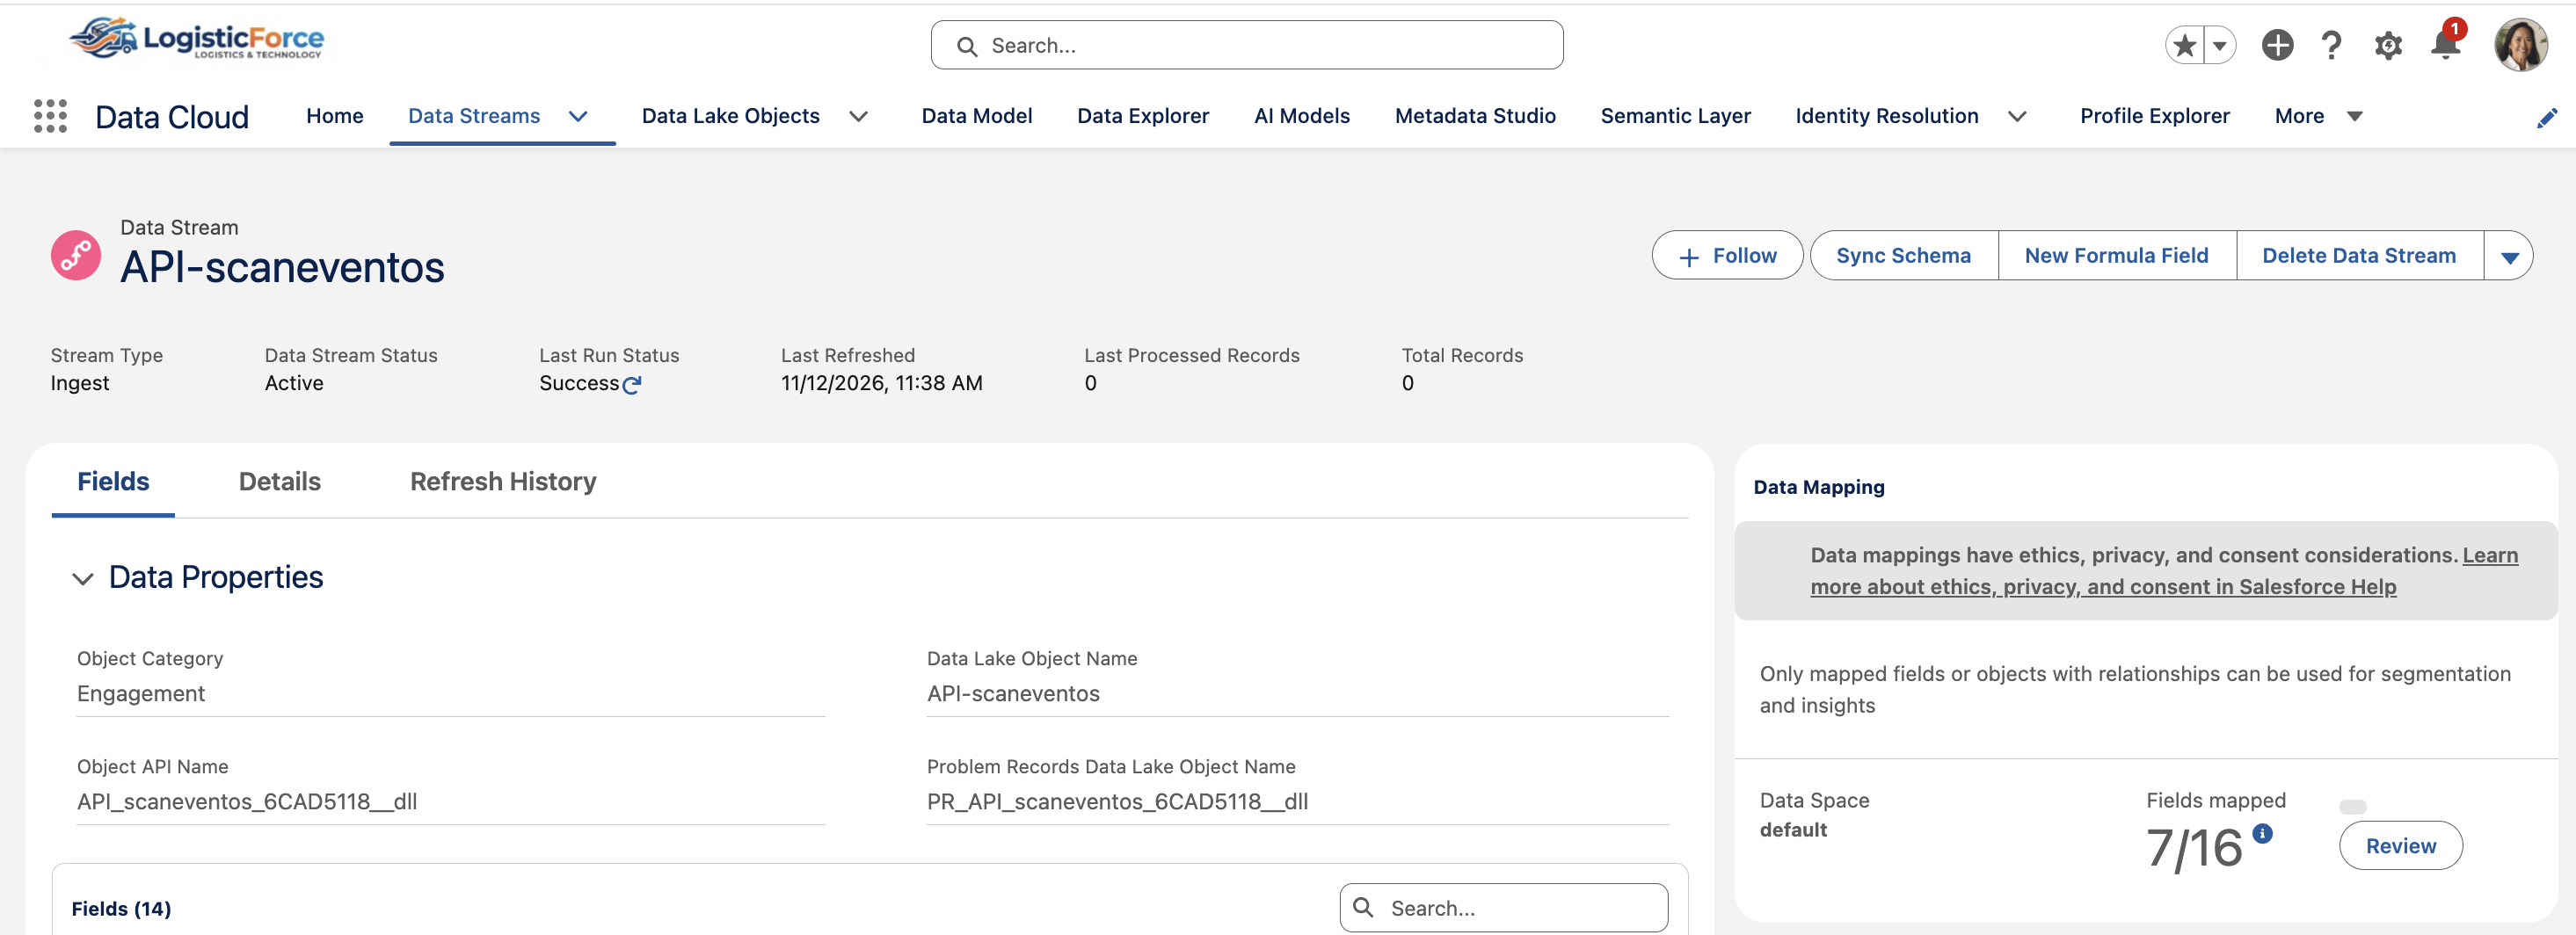 LogisticForce
LOGISTICS & TECHNOLOGY
Search...
1
Data Cloud
Home
Data Streams
Data Lake Objects
Data Model
Data Explorer
AI Models
Metadata Studio
Semantic Layer
Identity Resolution
Profile Explorer
More
Data Stream
API-scaneventos
Follow
Sync Schema
New Formula Field
Delete Data Stream
Stream Type
Ingest
Data Stream Status
Active
Last Run Status
Success
Last Refreshed
11/12/2026, 11:38 AM
Last Processed Records
0
Total Records
0
Fields
Details
Refresh History
Data Properties
Object Category
Engagement
Data Lake Object Name
API-scaneventos
Object API Name
API_scaneventos_6CAD5118__dll
Problem Records Data Lake Object Name
PR_API_scaneventos_6CAD5118__dll
Fields (14)
Search...
Data Mapping
Data mappings have ethics, privacy, and consent considerations. Learn
more about ethics, privacy, and consent in Salesforce Help
Only mapped fields or objects with relationships can be used for segmentation
and insights
Data Space
default
Fields mapped
7/16
Review